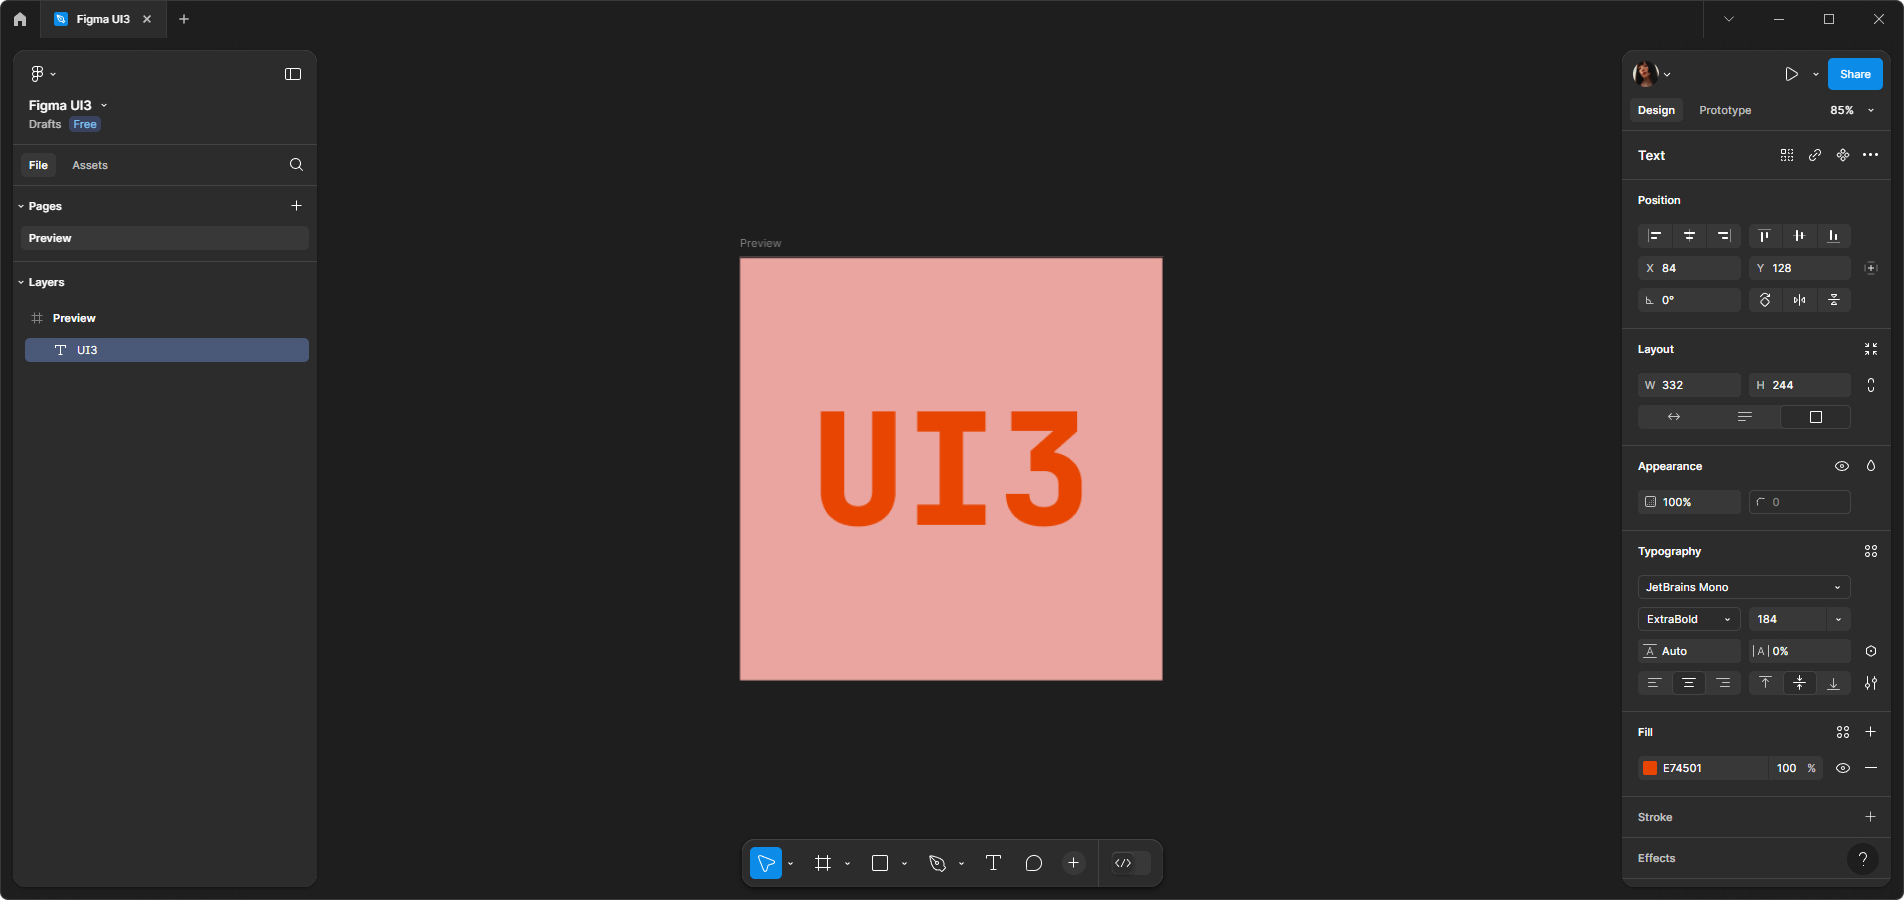 Figma UI3
Figma UI3
Drafts Free
File Assets
Pages
Preview
Layers
Preview
UI3
Preview
UI3
Share
Design Prototype 85%
Text
Position
X 84 Y 128
0°
Layout
W 332 H 244
Appearance
100% 0
Typography
JetBrains Mono
ExtraBold 184
A Auto |A| 0%
Fill
E74501 100 %
Stroke
Effects
?